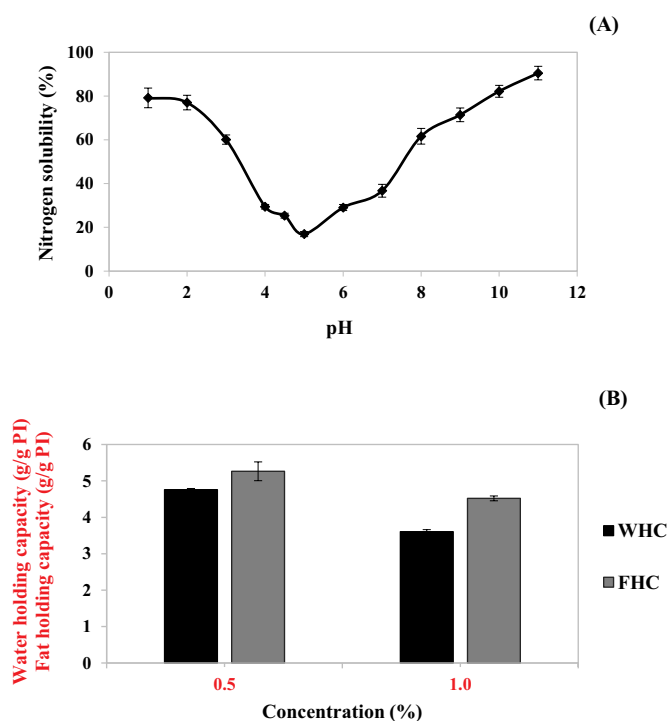 (A)
Nitrogen solubility (%)
100
80
60
40
20
0
0 2 4 6 8 10 12
pH
(B)
Water holding capacity (g/g PI)
Fat holding capacity (g/g PI)
6
5
4
3
2
1
0
WHC
FHC
0.5 1.0
Concentration (%)